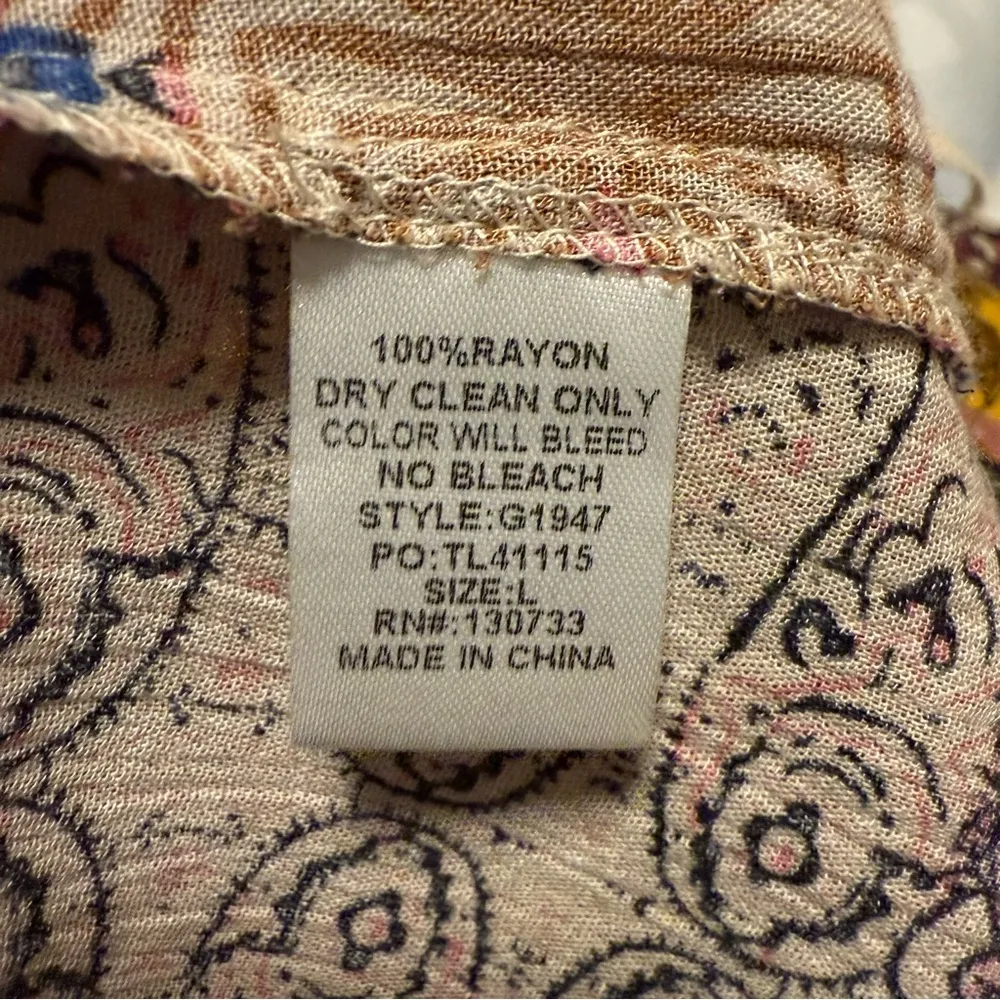 100%RAYON
DRY CLEAN ONLY
COLOR WILL BLEED
NO BLEACH
STYLE:G1947
PO:TL41115
SIZE:L
RN#:130733
MADE IN CHINA